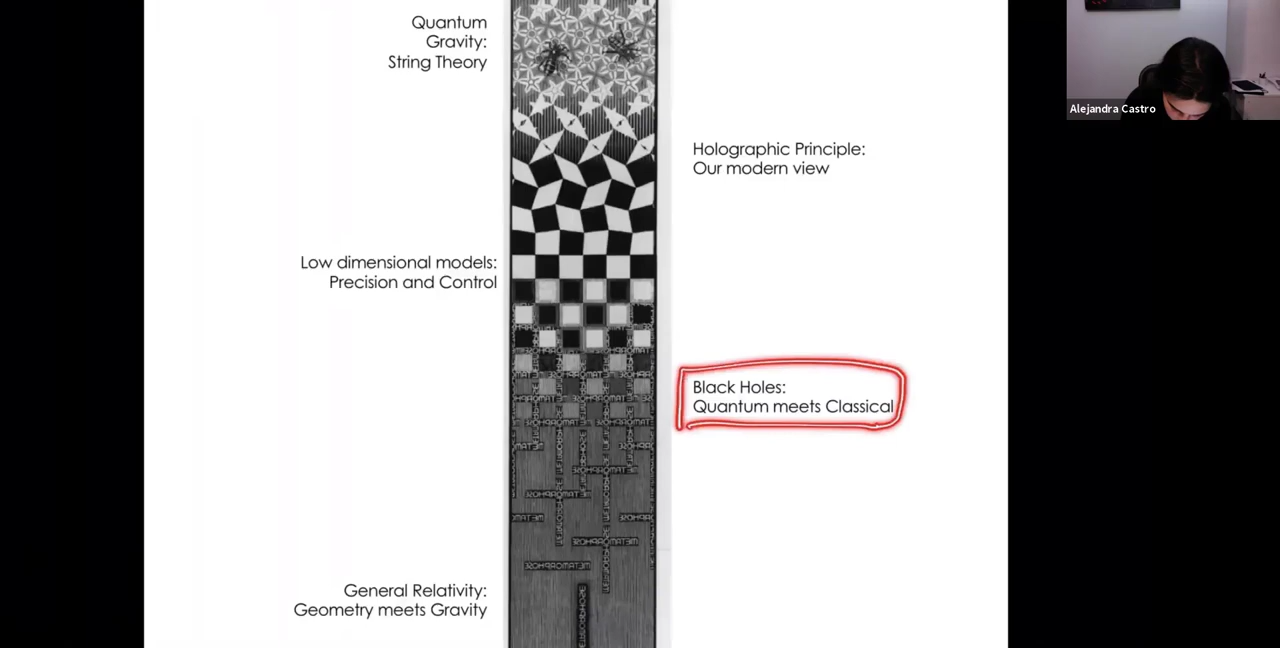 Quantum
Gravity:
String Theory
Alejandra Castro
Holographic Principle:
Our modern view
Low dimensional models:
Precision and Control
Black Holes:
Quantum meets Classical
General Relativity:
Geometry meets Gravity